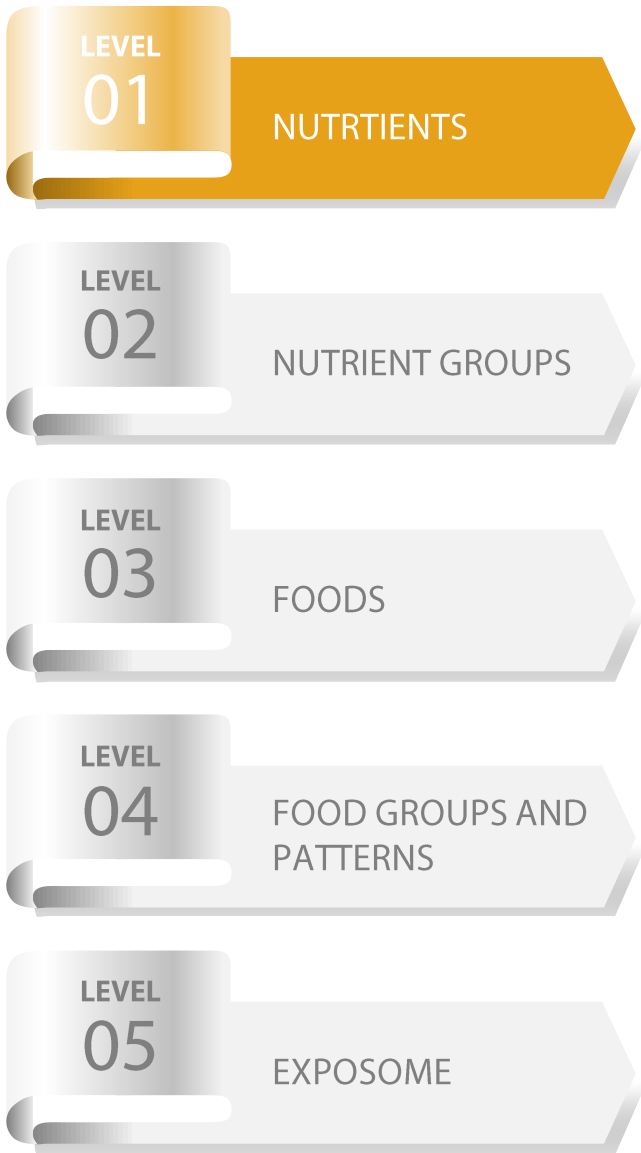 LEVEL
01
NUTRTIENTS
LEVEL
02
NUTRIENT GROUPS
LEVEL
03
FOODS
LEVEL
04
FOOD GROUPS AND
PATTERNS
LEVEL
05
EXPOSOME